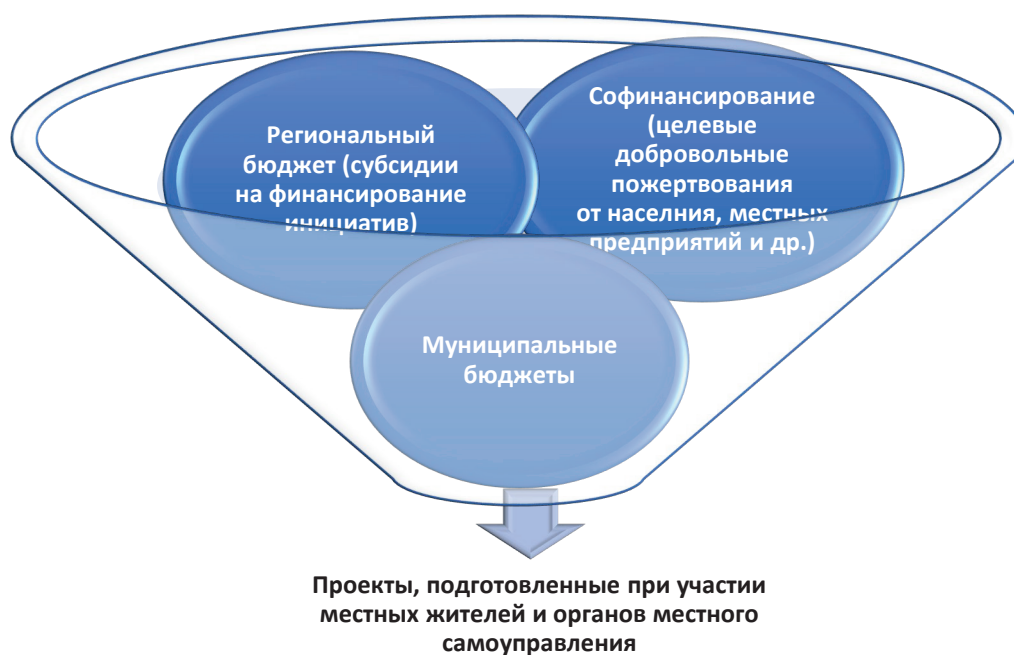 Региональный
бюджет (субсидии
на финансирование
инициатив)
Софинансирование
(целевые
добровольные
пожертвования
от населния, местных
предприятий и др.)
Муниципальные
бюджеты
Проекты, подготовленные при участии
местных жителей и органов местного
самоуправления